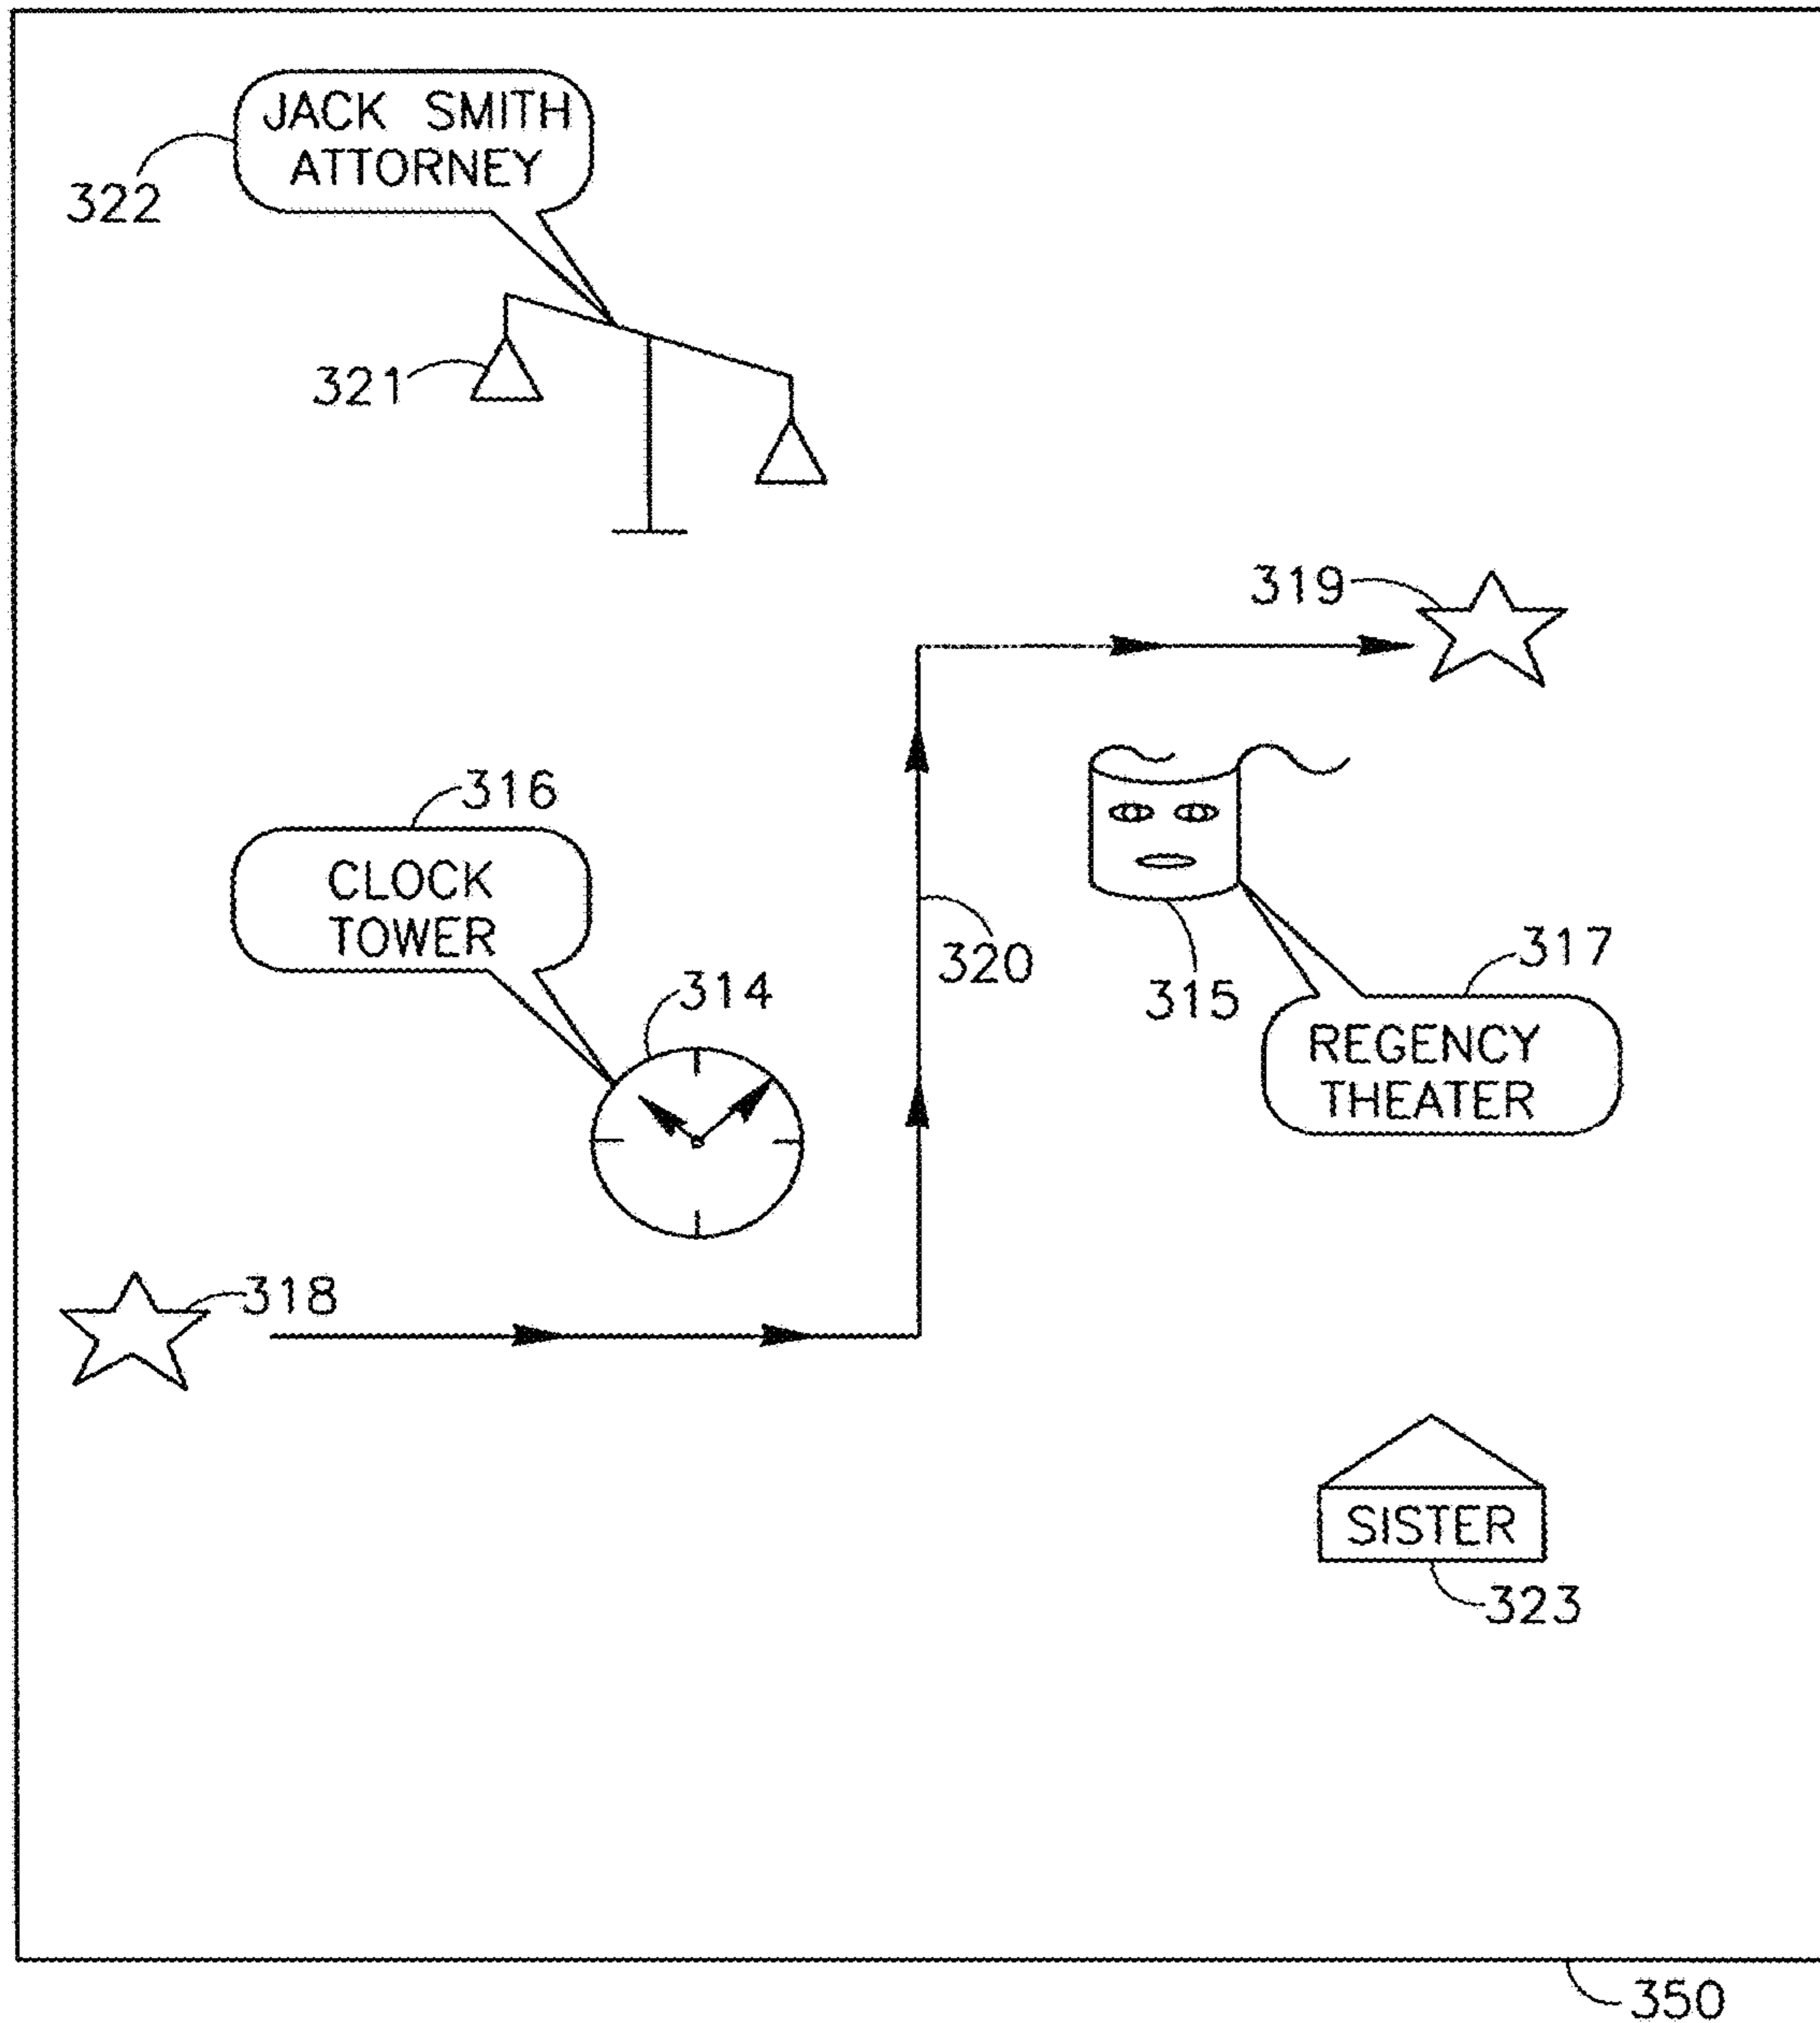 JACK SMITH
ATTORNEY
322
321
319
316
CLOCK
TOWER
314
320
315
317
REGENCY
THEATER
318
SISTER
323
350